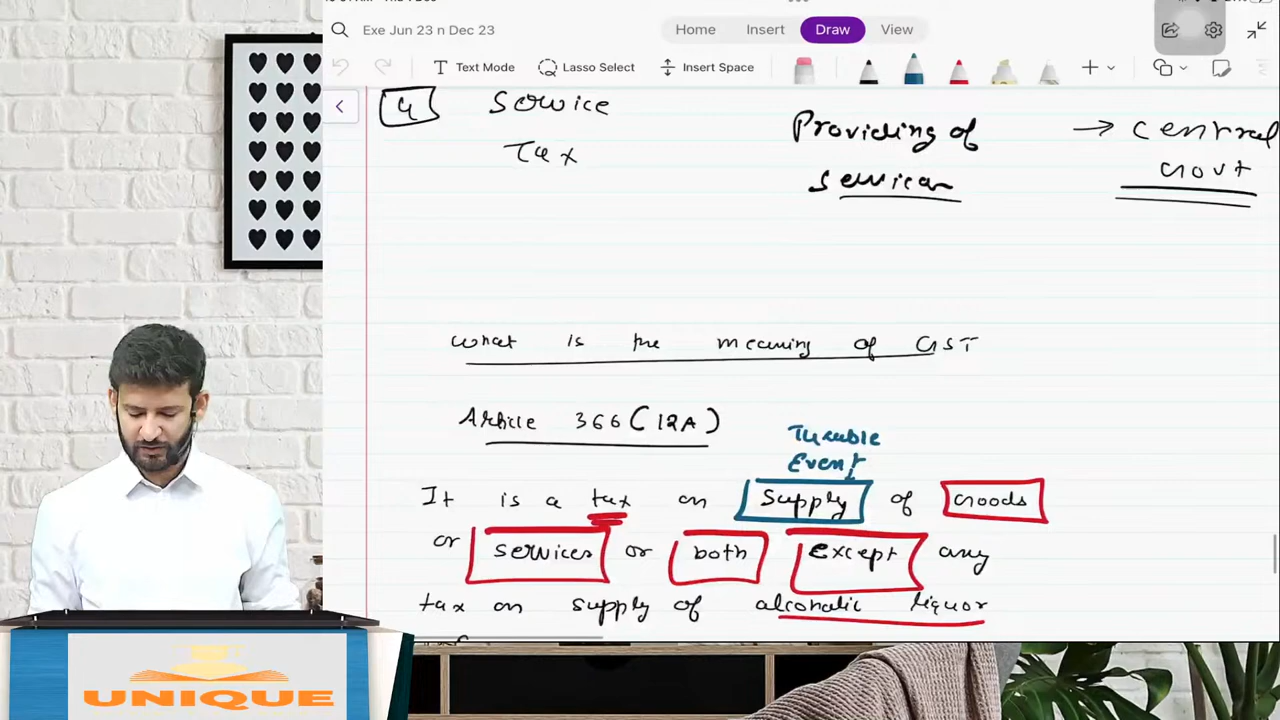 Exe Jun 23 n Dec 23
Home Insert Draw View
Text Mode Lasso Select Insert Space
4 Service Providing of → Central
Tax services Govt
what is the meaning of GST
Article 366(12A)
Taxable
Event
It is a tax on supply of Goods
or services or both except any
tax on supply of alcoholic liquor
UNIQUE